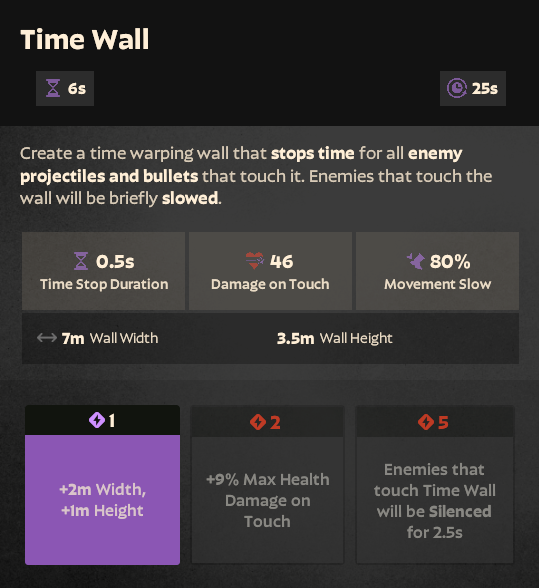 Time Wall
6s
25s
Create a time warping wall that stops time for all enemy
projectiles and bullets that touch it. Enemies that touch the
wall will be briefly slowed.
0.5s
Time Stop Duration
46
Damage on Touch
80%
Movement Slow
7m Wall Width
3.5m Wall Height
1
+2m Width,
+1m Height
2
+9% Max Health
Damage on
Touch
5
Enemies that
touch Time Wall
will be Silenced
for 2.5s